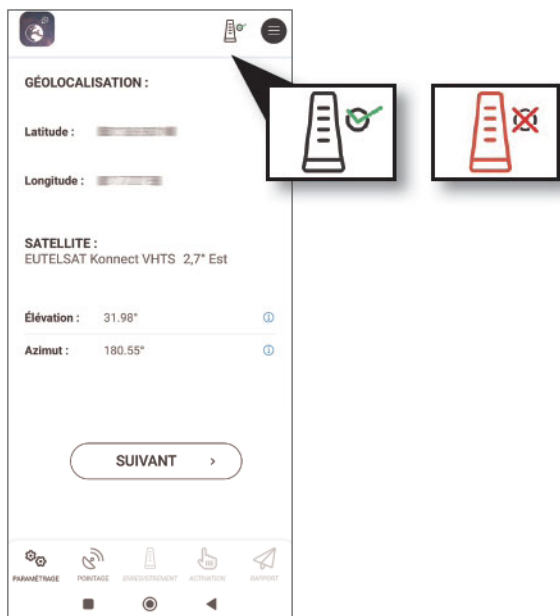 GÉOLOCALISATION :
Latitude :
Longitude :
SATELLITE :
EUTELSAT Konnect VHTS 2,7° Est
Élévation : 31.98°
Azimut : 180.55°
SUIVANT >
PARAMÉTRAGE POINTAGE ENREGISTREMENT ACTIVATION RAPPORT